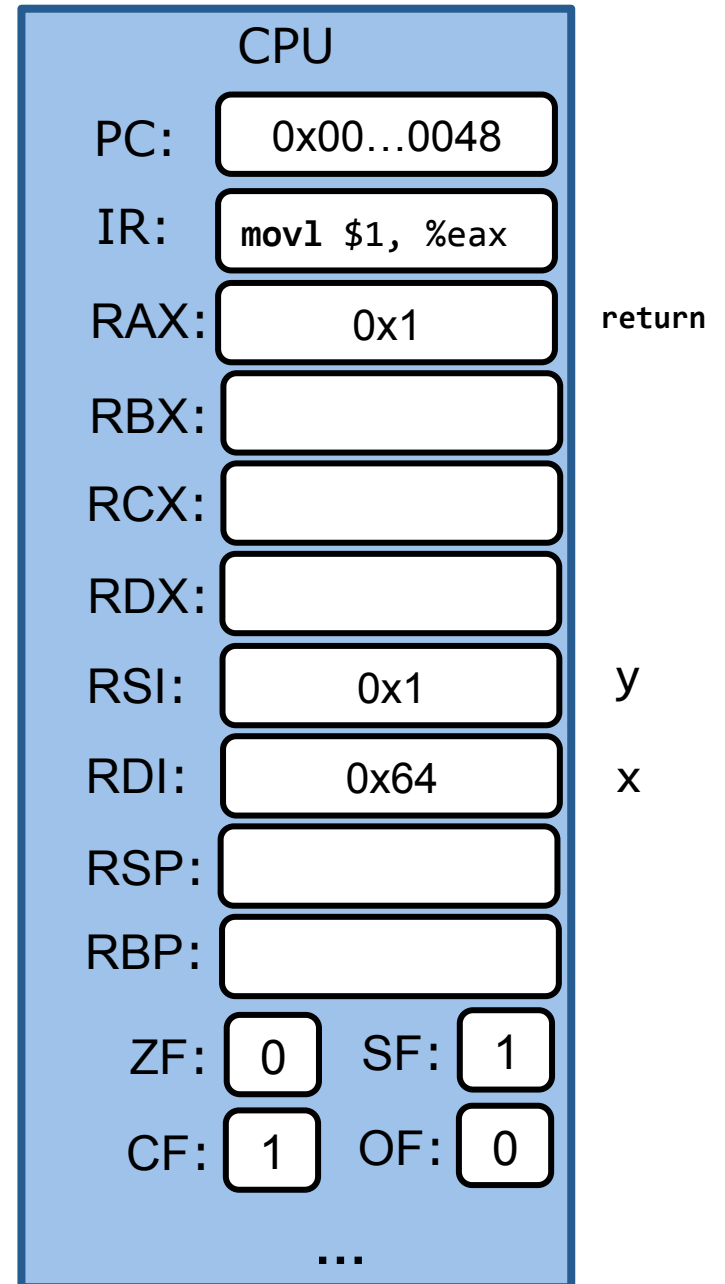 CPU
PC: 0x00…0048
IR: movl $1, %eax
RAX: 0x1 return
RBX:
RCX:
RDX:
RSI: 0x1 y
RDI: 0x64 x
RSP:
RBP:
ZF: 0 SF: 1
CF: 1 OF: 0
…